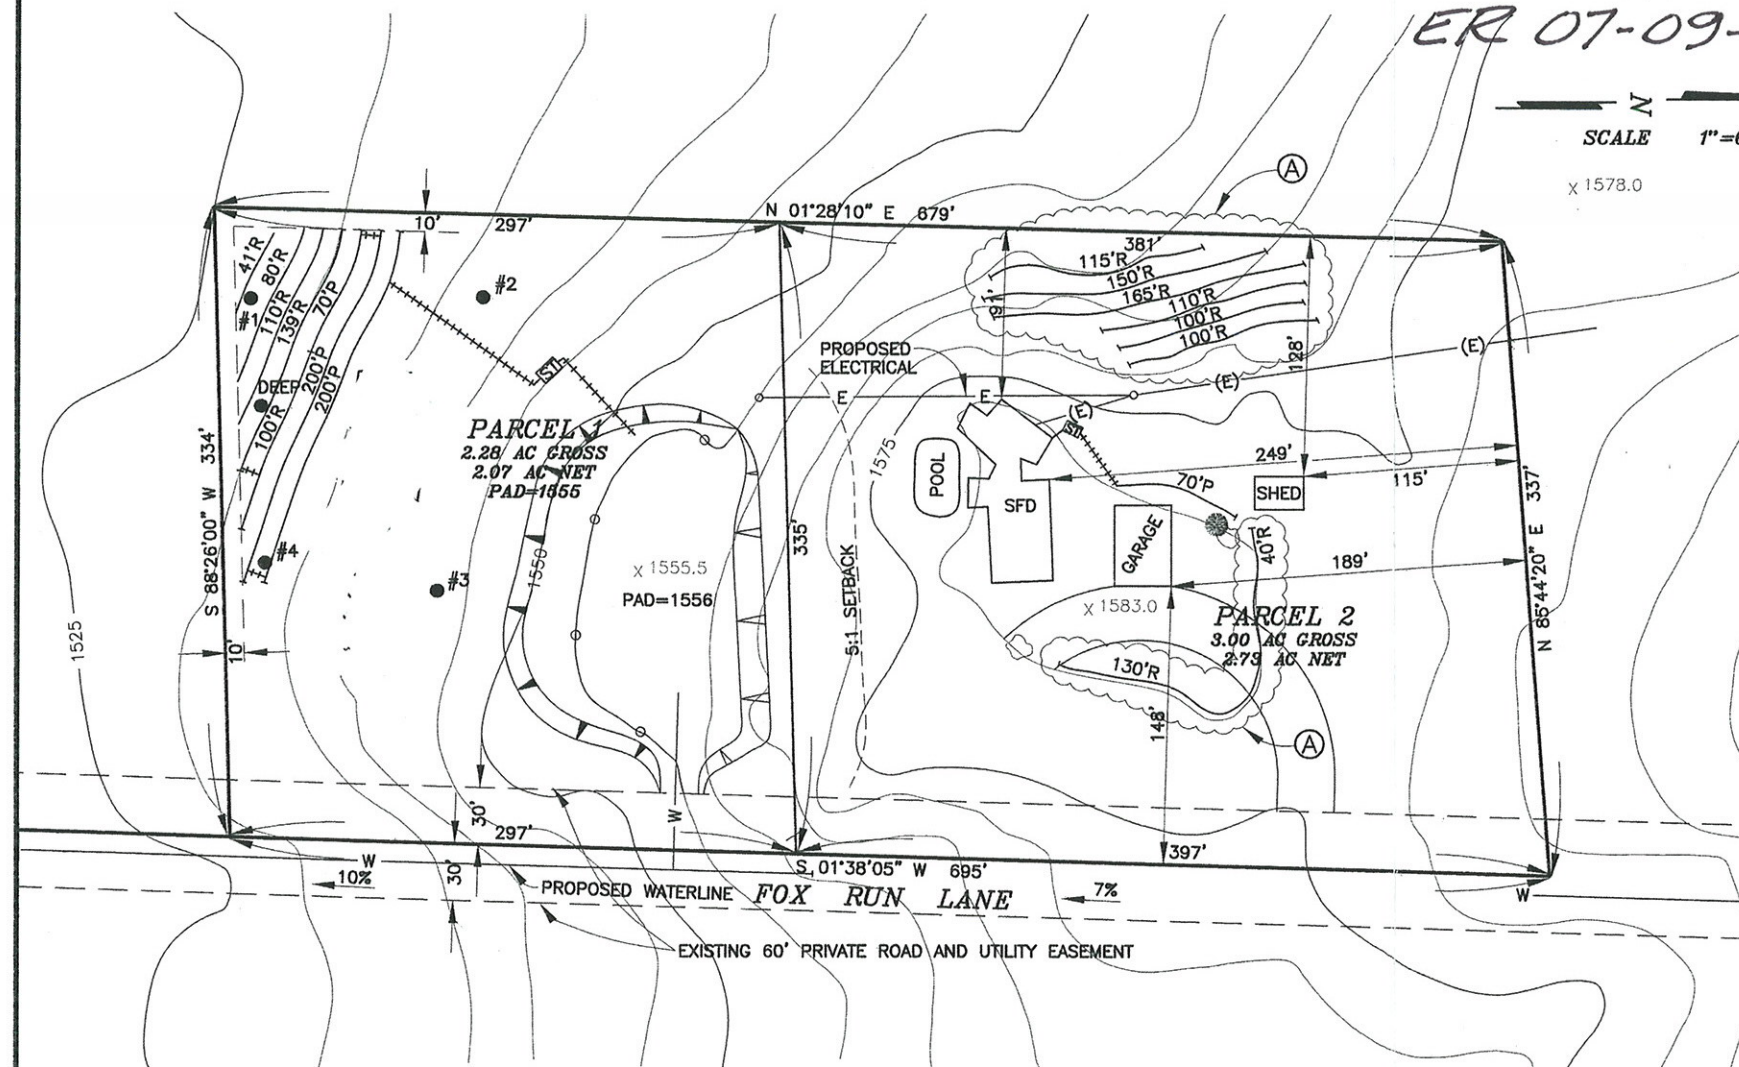 ER 07-09-
N
SCALE 1"=6
x 1578.0
A
N 01°28'10" E 679'
10'
297'
381'
41'R
80'R
110'R
139'R
70'P
200'P
200'P
100'R
#1
#2
DEEP
#4
#3
ST
115'R
150'R
165'R
110'R
100'R
100'R
91'
128'
PROPOSED
ELECTRICAL
E
E
(E)
(E)
(E)
ST
PARCEL 1
2.28 AC GROSS
2.07 AC NET
PAD=1555
1550
x 1555.5
PAD=1556
S 88°26'00" W 334'
10'
1525
335'
5:1 SETBACK
1575
POOL
SFD
GARAGE
70'P
SHED
249'
115'
40'R
189'
x 1583.0
PARCEL 2
3.00 AC GROSS
2.73 AC NET
130'R
148'
A
N 85°44'20" E 337'
30'
297'
W
397'
S 01°38'05" W 695'
W
10%
30'
PROPOSED WATERLINE
FOX RUN LANE
7%
W
EXISTING 60' PRIVATE ROAD AND UTILITY EASEMENT